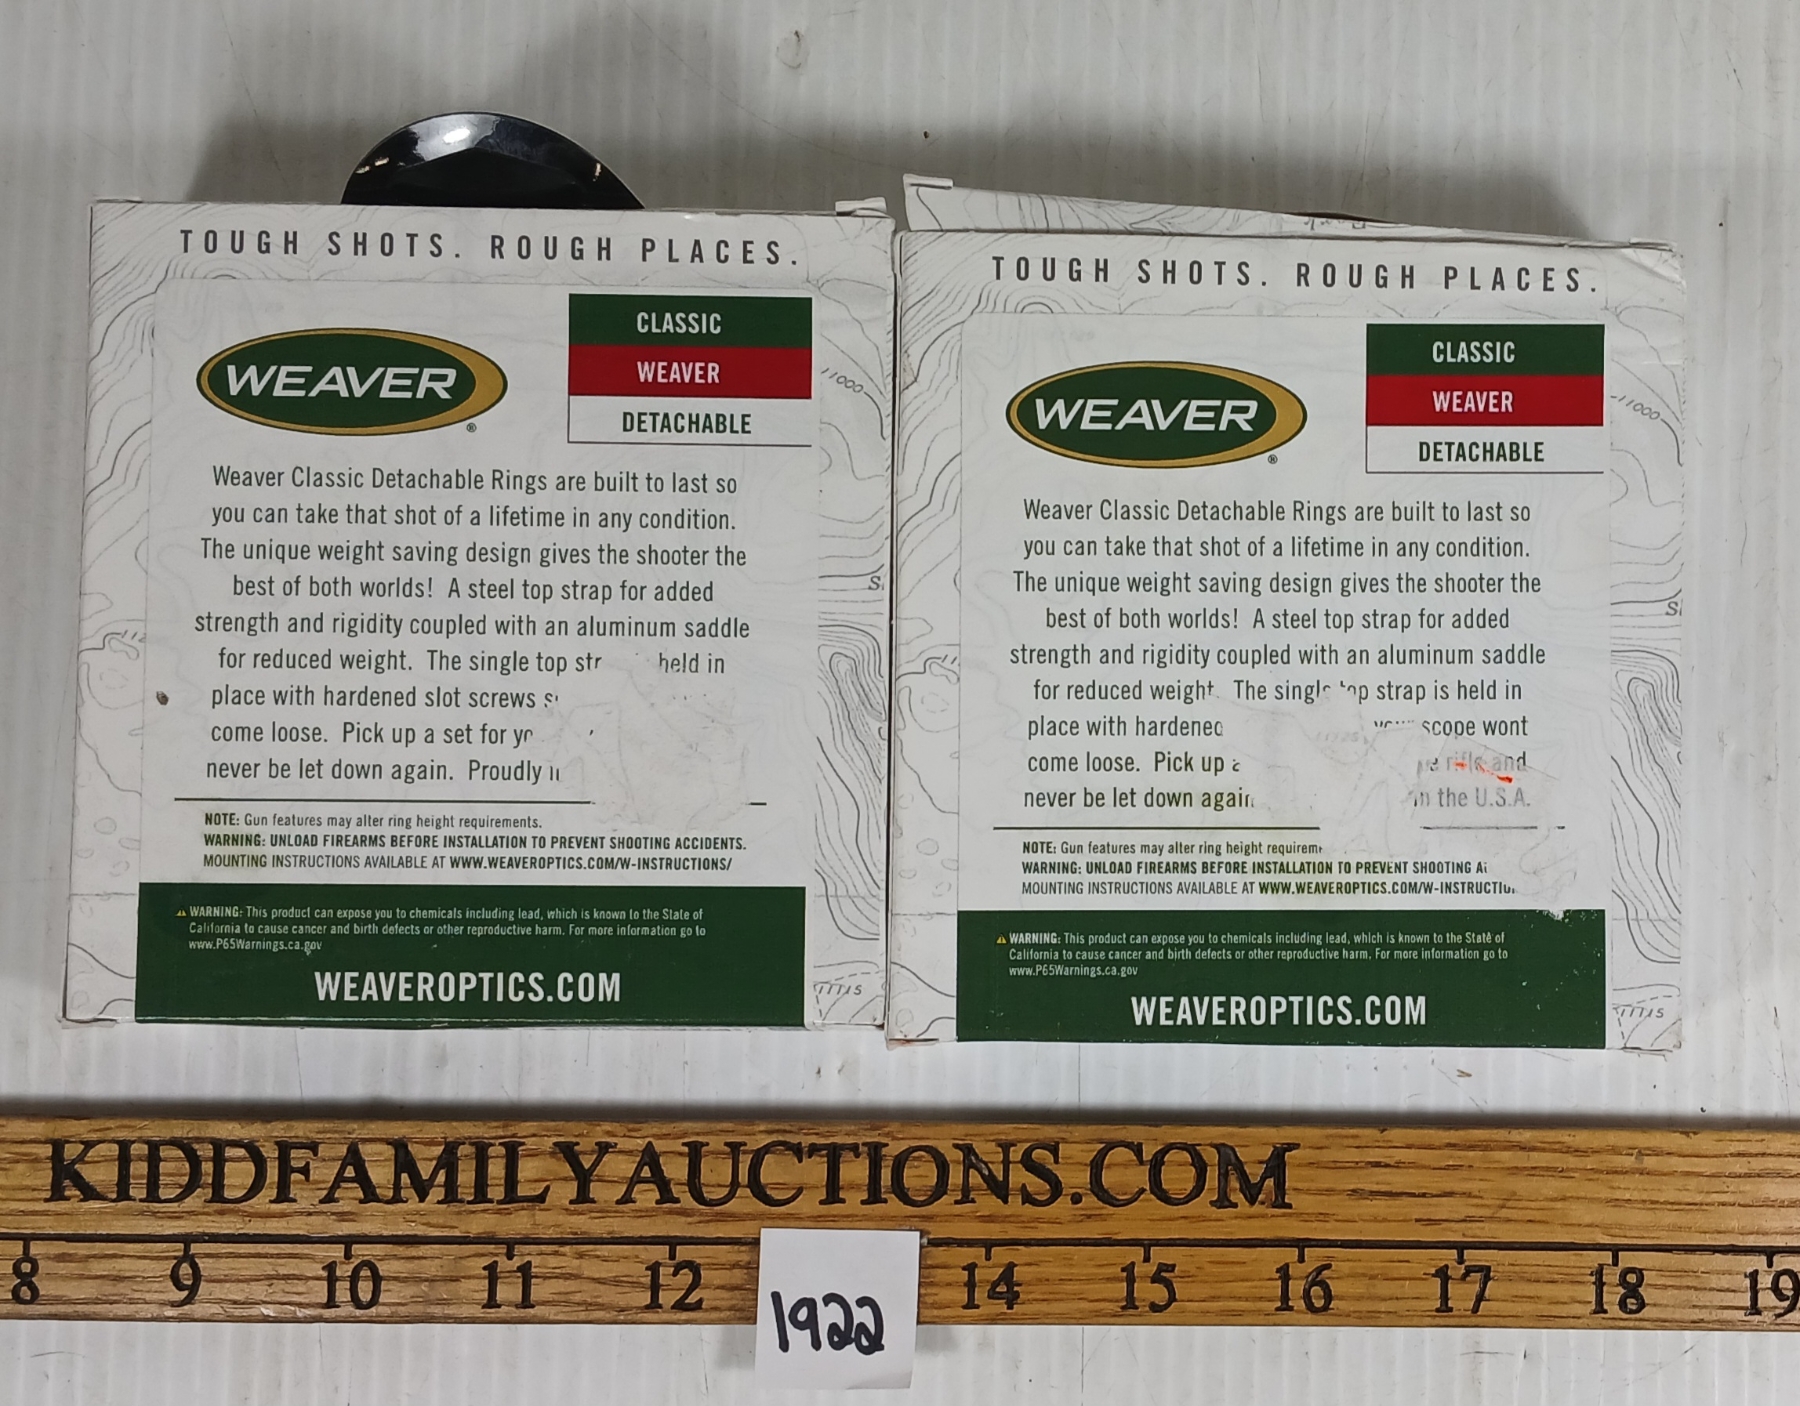 TOUGH SHOTS. ROUGH PLACES.
WEAVER®
CLASSIC
WEAVER
DETACHABLE
11000
Weaver Classic Detachable Rings are built to last so
you can take that shot of a lifetime in any condition.
The unique weight saving design gives the shooter the
best of both worlds! A steel top strap for added
strength and rigidity coupled with an aluminum saddle
for reduced weight. The single top held in
place with hardened slot screws
come loose. Pick up a set for
never be let down again. Proudly
NOTE: Gun features may alter ring height requirements.
WARNING: UNLOAD FIREARMS BEFORE INSTALLATION TO PREVENT SHOOTING ACCIDENTS.
MOUNTING INSTRUCTIONS AVAILABLE AT WWW.WEAVEROPTICS.COM/W-INSTRUCTIONS/
⚠ WARNING: This product can expose you to chemicals including lead, which is known to the State of
California to cause cancer and birth defects or other reproductive harm. For more information go to
www.P65Warnings.ca.gov
WEAVEROPTICS.COM
TOUGH SHOTS. ROUGH PLACES.
WEAVER®
CLASSIC
WEAVER
DETACHABLE
11000
Weaver Classic Detachable Rings are built to last so
you can take that shot of a lifetime in any condition.
The unique weight saving design gives the shooter the
best of both worlds! A steel top strap for added
strength and rigidity coupled with an aluminum saddle
for reduced weight. The single top strap is held in
place with scope wont
come loose. Pick up rifle and
never be let down again. in the U.S.A.
NOTE: Gun features may alter ring height
WARNING: UNLOAD FIREARMS BEFORE INSTALLATION TO PREVENT SHOOTING
MOUNTING INSTRUCTIONS AVAILABLE AT WWW.WEAVEROPTICS.COM/W-
⚠ WARNING: This product can expose you to chemicals including lead, which is known to the State of
California to cause cancer and birth defects or other reproductive harm. For more information go to
www.P65Warnings.ca.gov
WEAVEROPTICS.COM
KIDDFAMILYAUCTIONS.COM
8 9 10 11 12 14 15 16 17 18 19
1922